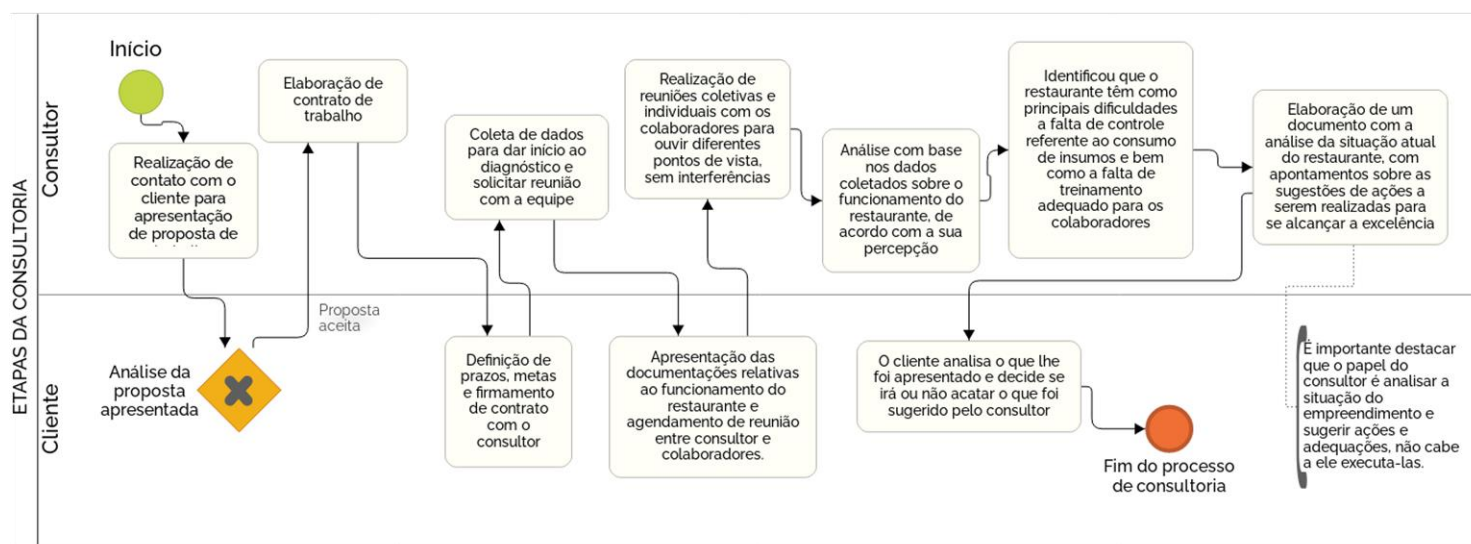 ETAPAS DA CONSULTORIA
Consultor
Início
Realização de
contato com o
cliente para
apresentação
de proposta de
Elaboração de
contrato de
trabalho
Coleta de dados
para dar início ao
diagnóstico e
solicitar reunião
com a equipe
Realização de
reuniões coletivas e
individuais com os
colaboradores para
ouvir diferentes
pontos de vista,
sem interferências
Análise com base
nos dados
coletados sobre o
funcionamento do
restaurante, de
acordo com a sua
percepção
Identificou que o
restaurante têm como
principais dificuldades
a falta de controle
referente ao consumo
de insumos e bem
como a falta de
treinamento
adequado para os
colaboradores
Elaboração de um
documento com a
análise da situação atual
do restaurante, com
apontamentos sobre as
sugestões de ações a
serem realizadas para
se alcançar a excelência
Cliente
Análise da
proposta
apresentada
Proposta
aceita
Definição de
prazos, metas
e firmamento
de contrato
com o
consultor
Apresentação das
documentações relativas
ao funcionamento do
restaurante e
agendamento de reunião
entre consultor e
colaboradores.
O cliente analisa o que lhe
foi apresentado e decide se
irá ou não acatar o que foi
sugerido pelo consultor
Fim do processo
de consultoria
É importante destacar
que o papel do
consultor é analisar a
situação do
empreendimento e
sugerir ações e
adequações, não cabe
a ele executa-las.